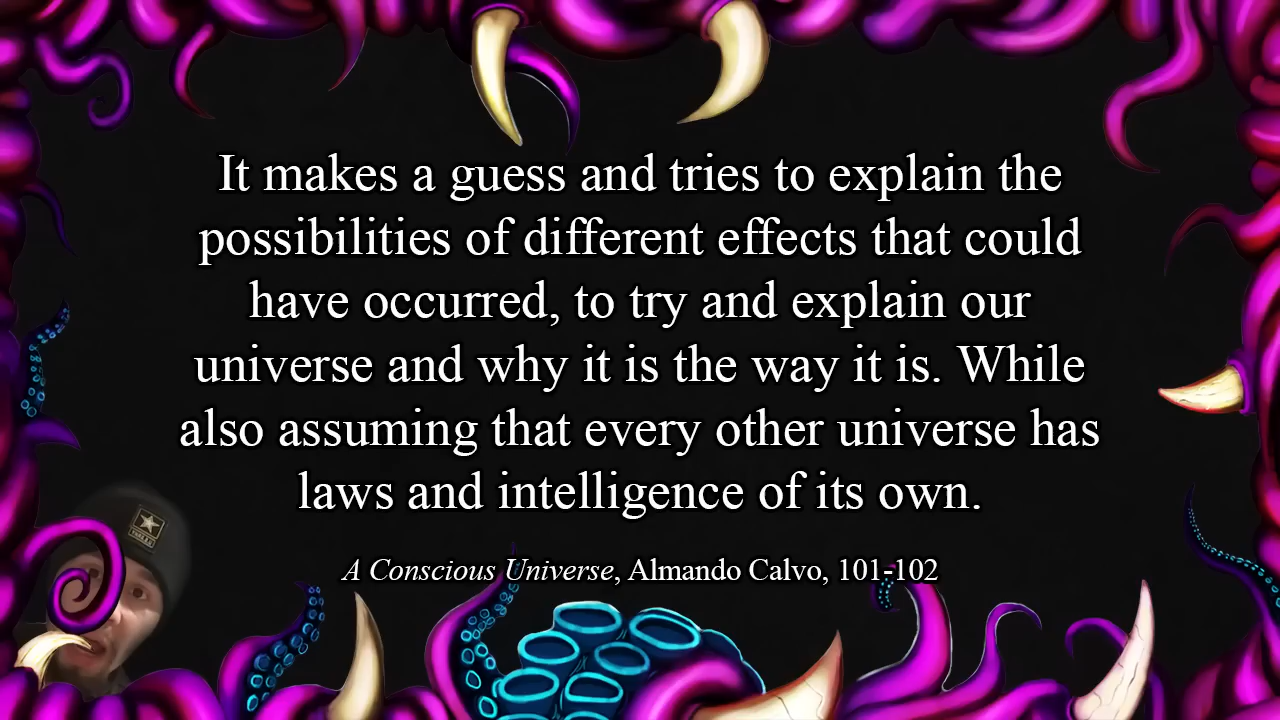 It makes a guess and tries to explain the
possibilities of different effects that could
have occurred, to try and explain our
universe and why it is the way it is. While
also assuming that every other universe has
laws and intelligence of its own.
A Conscious Universe, Almando Calvo, 101-102